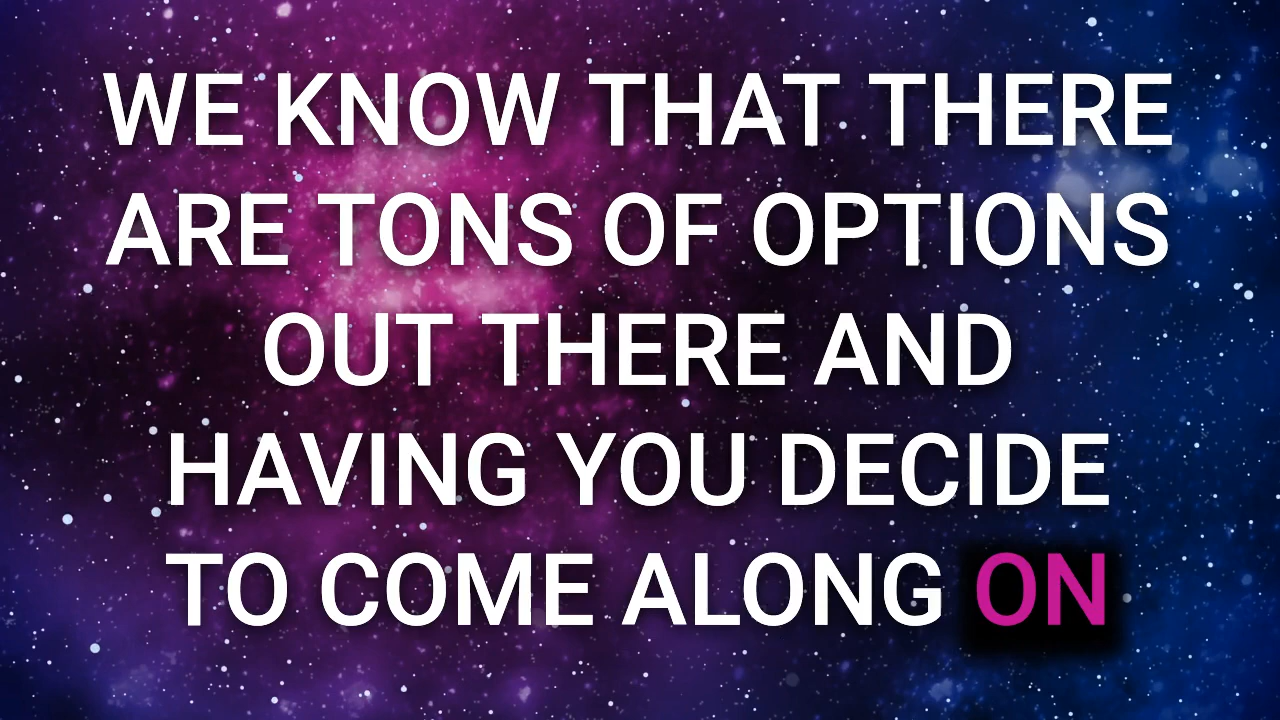 WE KNOW THAT THERE
ARE TONS OF OPTIONS
OUT THERE AND
HAVING YOU DECIDE
TO COME ALONG ON